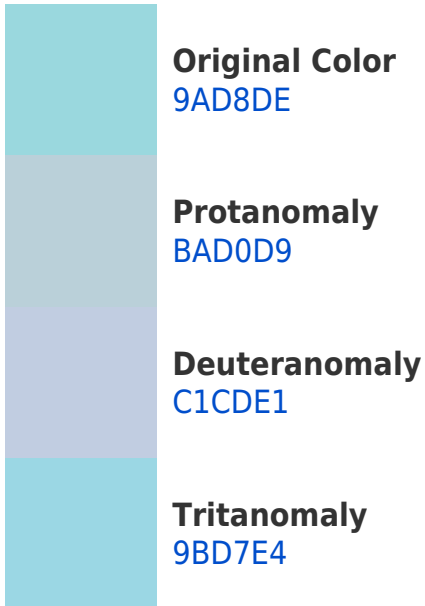 Original Color
9AD8DE
Protanomaly
BAD0D9
Deuteranomaly
C1CDE1
Tritanomaly
9BD7E4